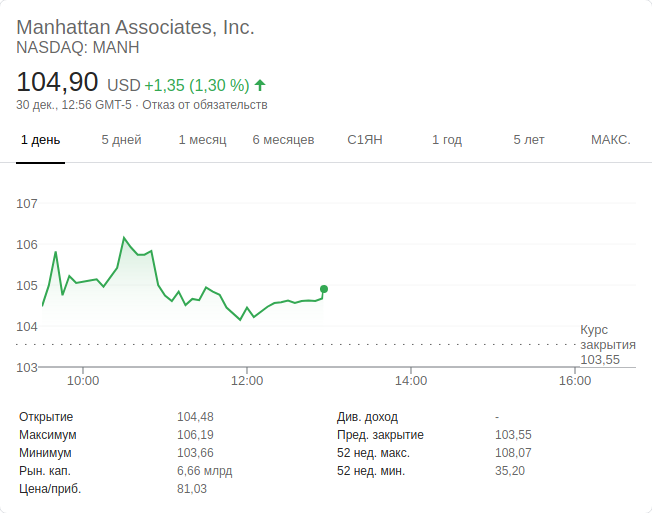 Manhattan Associates, Inc.
NASDAQ: MANH
104,90 USD +1,35 (1,30 %)
30 дек., 12:56 GMT-5 · Отказ от обязательств
1 день 5 дней 1 месяц 6 месяцев С1ЯН 1 год 5 лет МАКС.
107
106
105
104
103
Курс
закрытия
103,55
10:00 12:00 14:00 16:00
Открытие 104,48 Див. доход -
Максимум 106,19 Пред. закрытие 103,55
Минимум 103,66 52 нед. макс. 108,07
Рын. кап. 6,66 млрд 52 нед. мин. 35,20
Цена/приб. 81,03